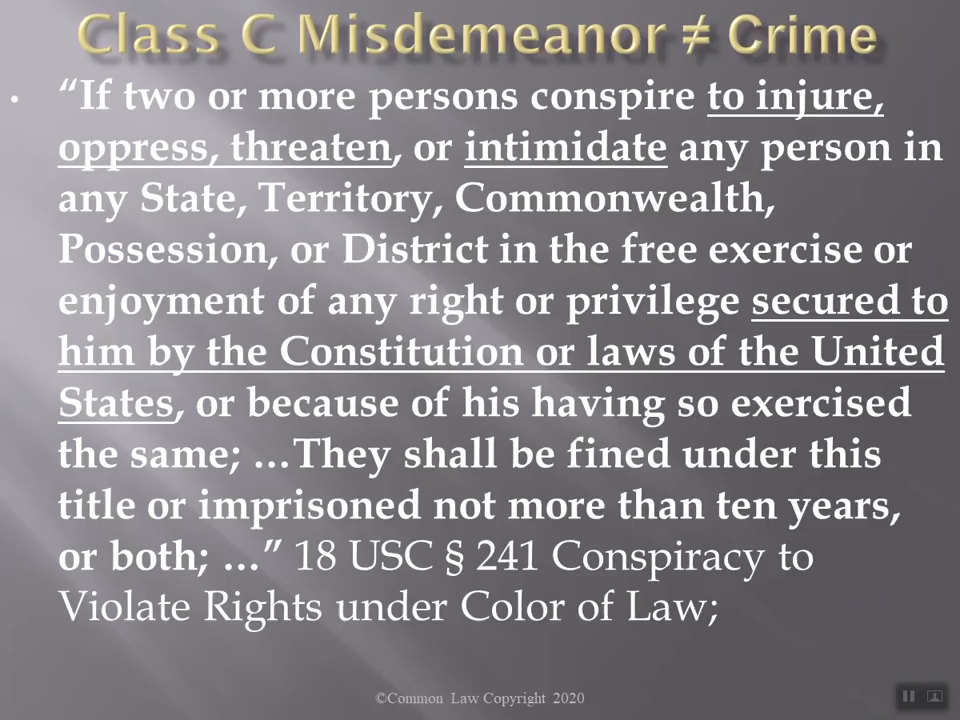 Class C Misdemeanor ≠ Crime
• “If two or more persons conspire to injure,
oppress, threaten, or intimidate any person in
any State, Territory, Commonwealth,
Possession, or District in the free exercise or
enjoyment of any right or privilege secured to
him by the Constitution or laws of the United
States, or because of his having so exercised
the same; …They shall be fined under this
title or imprisoned not more than ten years,
or both; …” 18 USC § 241 Conspiracy to
Violate Rights under Color of Law;
©Common Law Copyright 2020